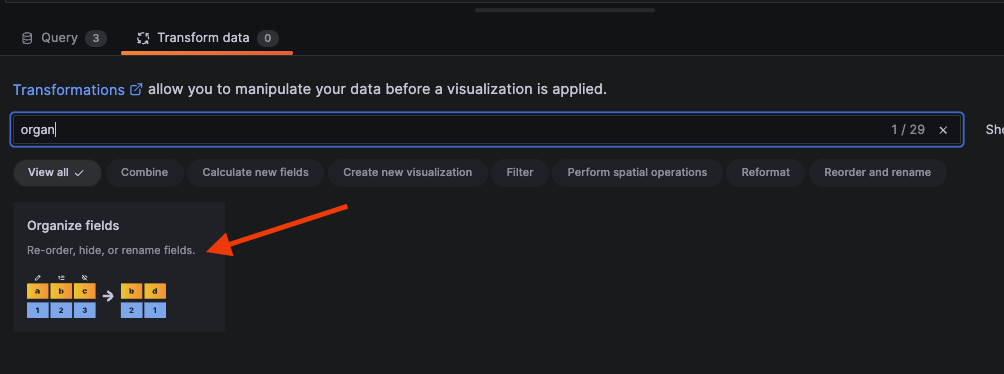 Query 3 Transform data 0
Transformations allow you to manipulate your data before a visualization is applied.
organ 1 / 29 Sho
View all Combine Calculate new fields Create new visualization Filter Perform spatial operations Reformat Reorder and rename
Organize fields
Re-order, hide, or rename fields.
a b c b d
1 2 3 2 1